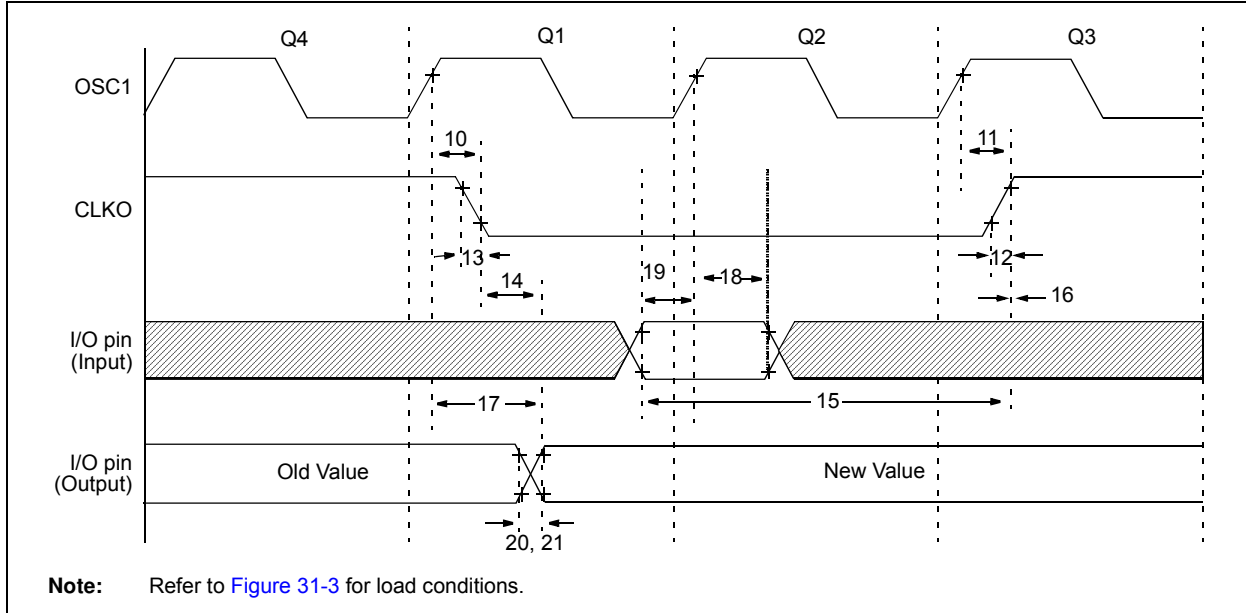 Q4 Q1 Q2 Q3
OSC1
10 11
CLKO
13 19 18 12
14 16
I/O pin
(Input)
17 15
I/O pin
(Output)
Old Value New Value
20, 21
Note: Refer to Figure 31-3 for load conditions.